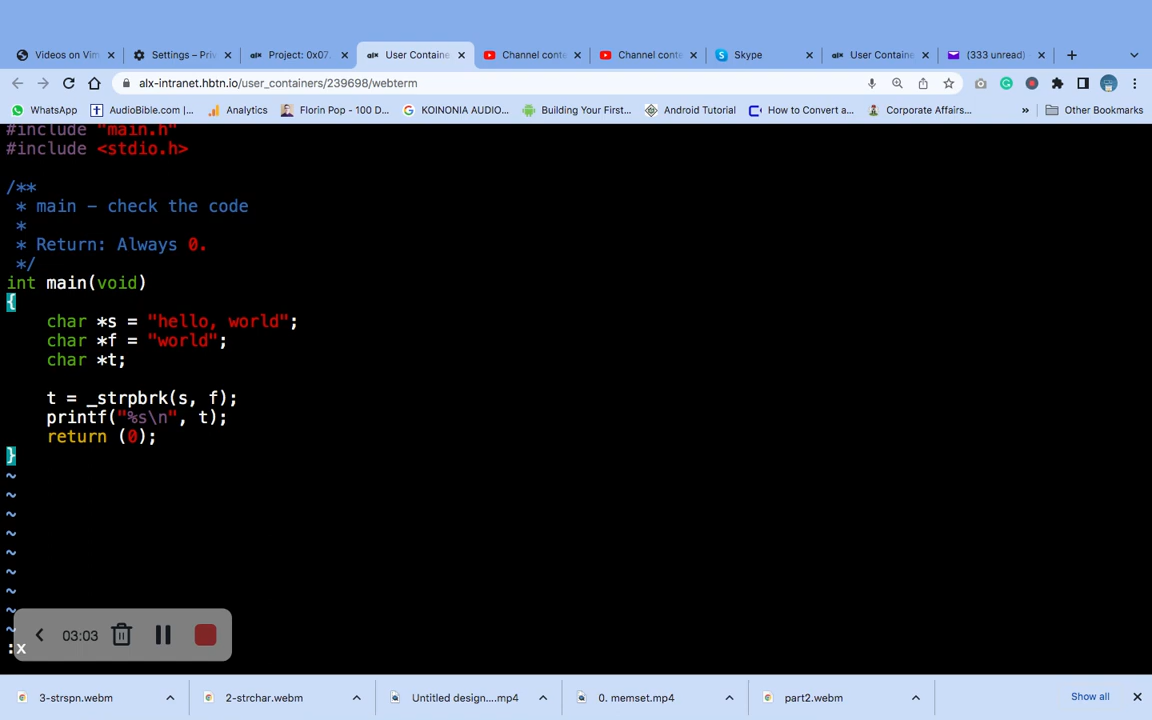 Videos on Vim
Settings – Priv
Project: 0x07.
User Containe
Channel conte
Channel conte
Skype
User Containe
(333 unread) -
alx-intranet.hbtn.io/user_containers/239698/webterm
WhatsApp
AudioBible.com |...
Analytics
Florin Pop - 100 D...
KOINONIA AUDIO...
Building Your First...
Android Tutorial
How to Convert a...
Corporate Affairs...
»
Other Bookmarks
#include "main.h"
#include <stdio.h>
/**
* main - check the code
*
* Return: Always 0.
*/
int main(void)
{
char *s = "hello, world";
char *f = "world";
char *t;
t = _strpbrk(s, f);
printf("%s\n", t);
return (0);
}
~
~
~
~
~
~
~
~
~
03:03
:x
3-strspn.webm
2-strchar.webm
Untitled design....mp4
0. memset.mp4
part2.webm
Show all